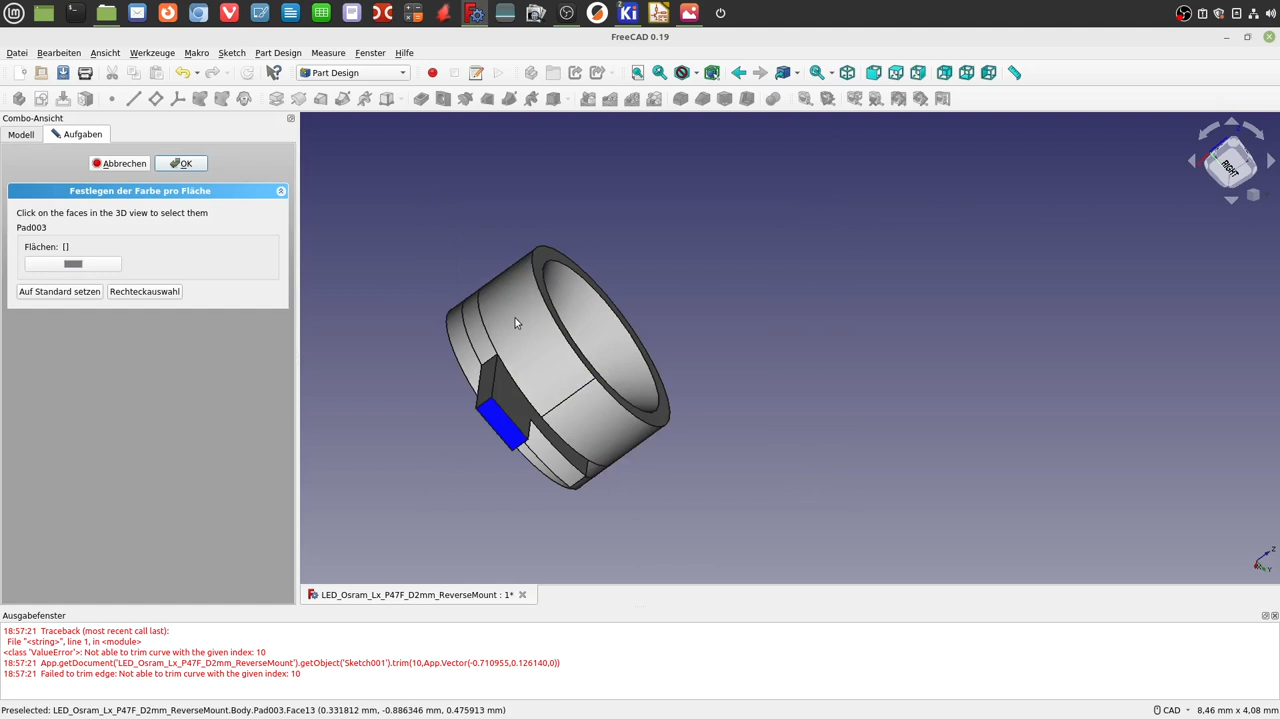 FreeCAD 0.19
Datei Bearbeiten Ansicht Werkzeuge Makro Sketch Part Design Measure Fenster Hilfe
Part Design
Combo-Ansicht
Modell Aufgaben
Abbrechen OK
Festlegen der Farbe pro Fläche
Click on the faces in the 3D view to select them
Pad003
Flächen: []
Auf Standard setzen Rechteckauswahl
RIGHT
Z
Y
LED_Osram_Lx_P47F_D2mm_ReverseMount : 1*
Ausgabefenster
18:57:21 Traceback (most recent call last):
File "<string>", line 1, in <module>
<class 'ValueError'>: Not able to trim curve with the given index: 10
18:57:21 App.getDocument('LED_Osram_Lx_P47F_D2mm_ReverseMount').getObject('Sketch001').trim(10,App.Vector(-0.710955,0.126140,0))
18:57:21 Failed to trim edge: Not able to trim curve with the given index: 10
Preselected: LED_Osram_Lx_P47F_D2mm_ReverseMount.Body.Pad003.Face13 (0.331812 mm, -0.886346 mm, 0.475913 mm)
CAD 8,46 mm x 4,08 mm